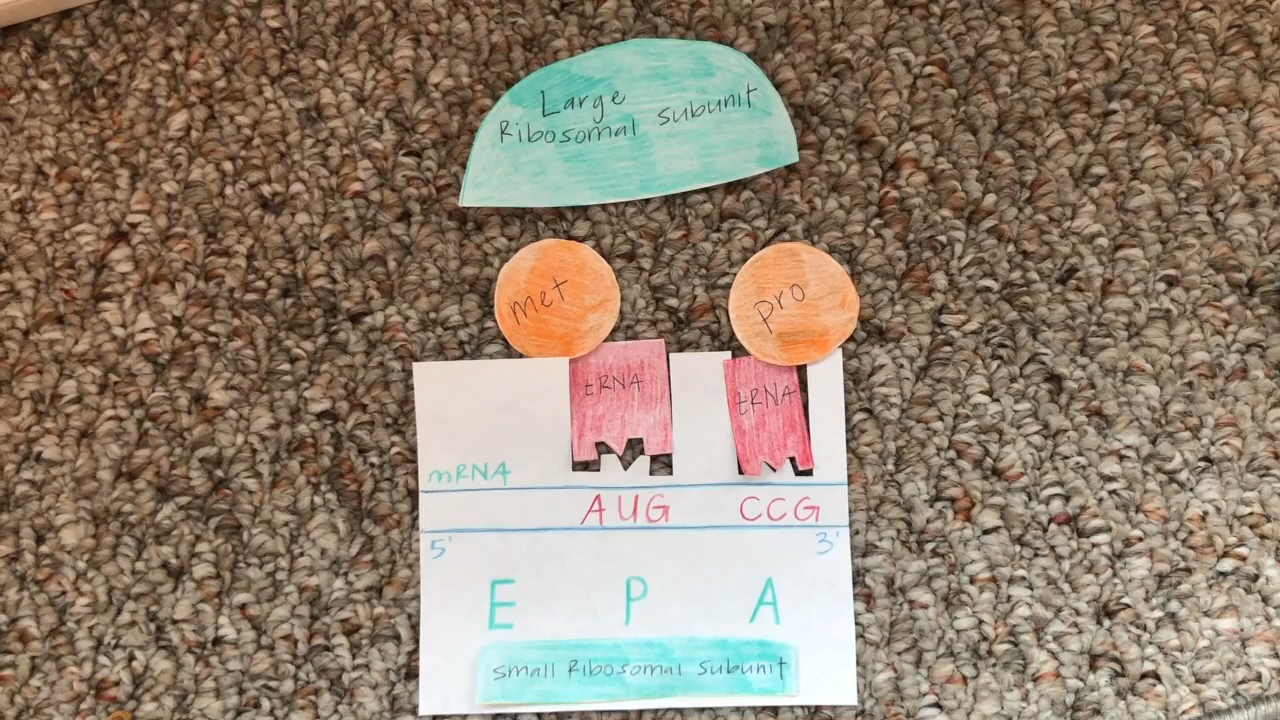 Large
Ribosomal subunit
met
pro
tRNA
tRNA
mRNA
AUG CCG
5' 3'
E P A
small Ribosomal subunit